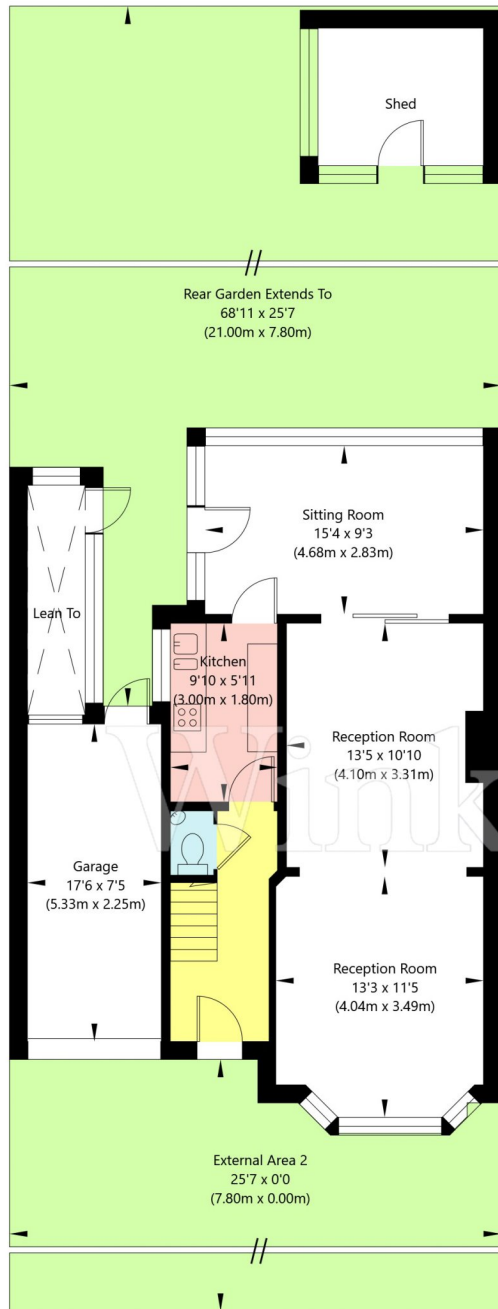 Shed
Rear Garden Extends To
68'11 x 25'7
(21.00m x 7.80m)
Sitting Room
15'4 x 9'3
(4.68m x 2.83m)
Lean To
Kitchen
9'10 x 5'11
(3.00m x 1.80m)
Reception Room
13'5 x 10'10
(4.10m x 3.31m)
Wink
Garage
17'6 x 7'5
(5.33m x 2.25m)
Reception Room
13'3 x 11'5
(4.04m x 3.49m)
External Area 2
25'7 x 0'0
(7.80m x 0.00m)